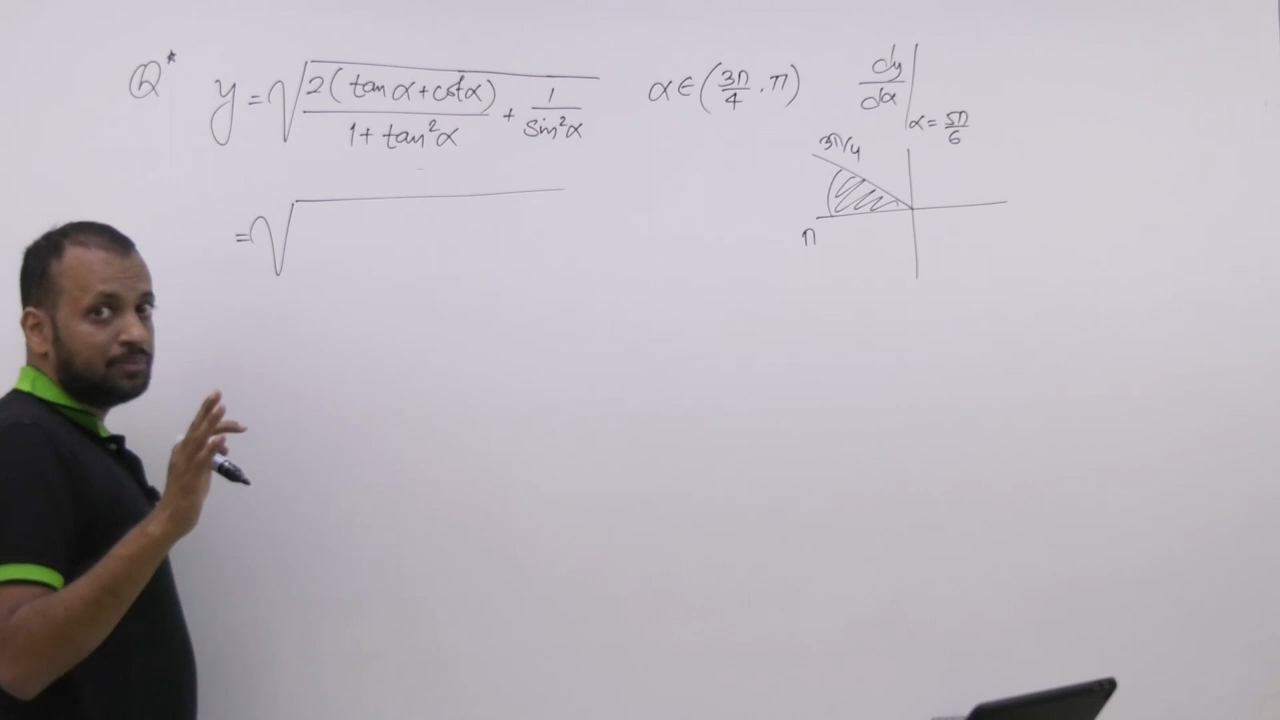 Q* y = √( 2(tan α + cot α) / (1 + tan²α) + 1 / sin²α ) α ∈ (3π/4 , π) dy/dα | α = 5π/6
= √
3π/4
π